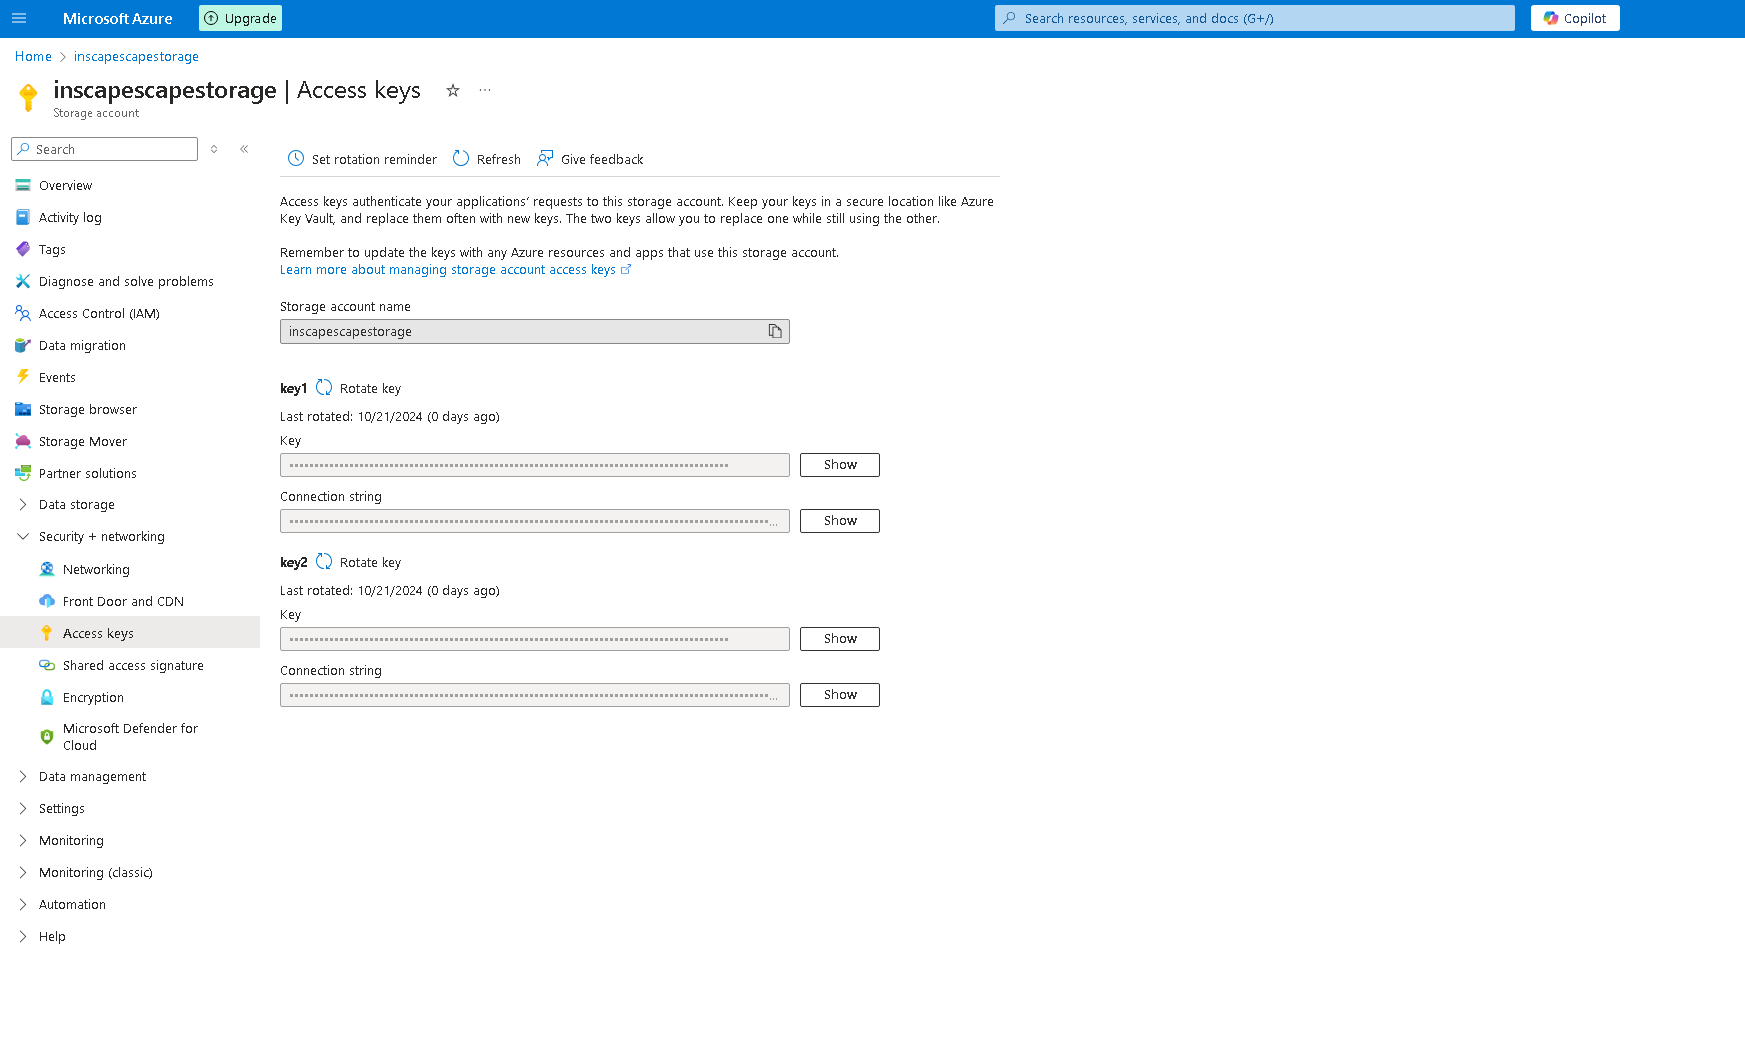 Microsoft Azure
Upgrade
Search resources, services, and docs (G+/)
Copilot
Home > inscapescapestorage
inscapescapestorage | Access keys
Storage account
Search
Overview
Activity log
Tags
Diagnose and solve problems
Access Control (IAM)
Data migration
Events
Storage browser
Storage Mover
Partner solutions
Data storage
Security + networking
Networking
Front Door and CDN
Access keys
Shared access signature
Encryption
Microsoft Defender for
Cloud
Data management
Settings
Monitoring
Monitoring (classic)
Automation
Help
Set rotation reminder
Refresh
Give feedback
Access keys authenticate your applications' requests to this storage account. Keep your keys in a secure location like Azure
Key Vault, and replace them often with new keys. The two keys allow you to replace one while still using the other.
Remember to update the keys with any Azure resources and apps that use this storage account.
Learn more about managing storage account access keys
Storage account name
inscapescapestorage
key1 Rotate key
Last rotated: 10/21/2024 (0 days ago)
Key
Show
Connection string
Show
key2 Rotate key
Last rotated: 10/21/2024 (0 days ago)
Key
Show
Connection string
Show